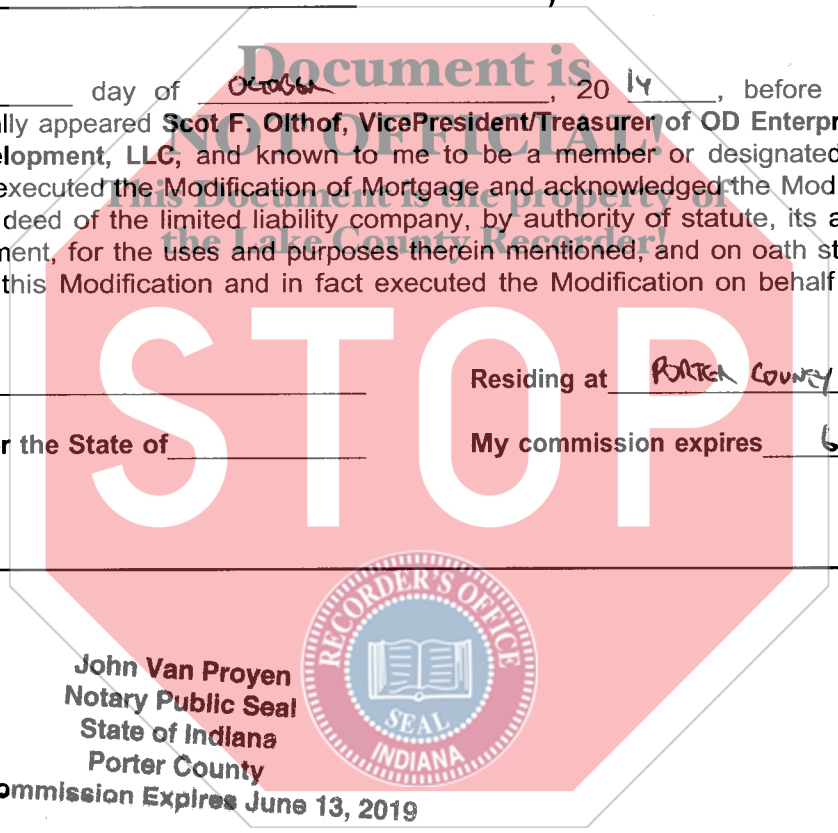 Document is
day of OCTOBER, 20 14, before
NOT OFFICIAL!
lly appeared Scot F. Olthof, VicePresident/Treasurer of OD Enterpr
elopment, LLC, and known to me to be a member or designated
This Document is the property of
executed the Modification of Mortgage and acknowledged the Mod
deed of the limited liability company, by authority of statute, its a
the Lake County Recorder!
ment, for the uses and purposes therein mentioned, and on oath st
this Modification and in fact executed the Modification on behalf
STOP
Residing at PORTER COUNTY
r the State of
My commission expires 6
RECORDER'S OFFICE
SEAL
INDIANA
John Van Proyen
Notary Public Seal
State of Indiana
Porter County
ommission Expires June 13, 2019